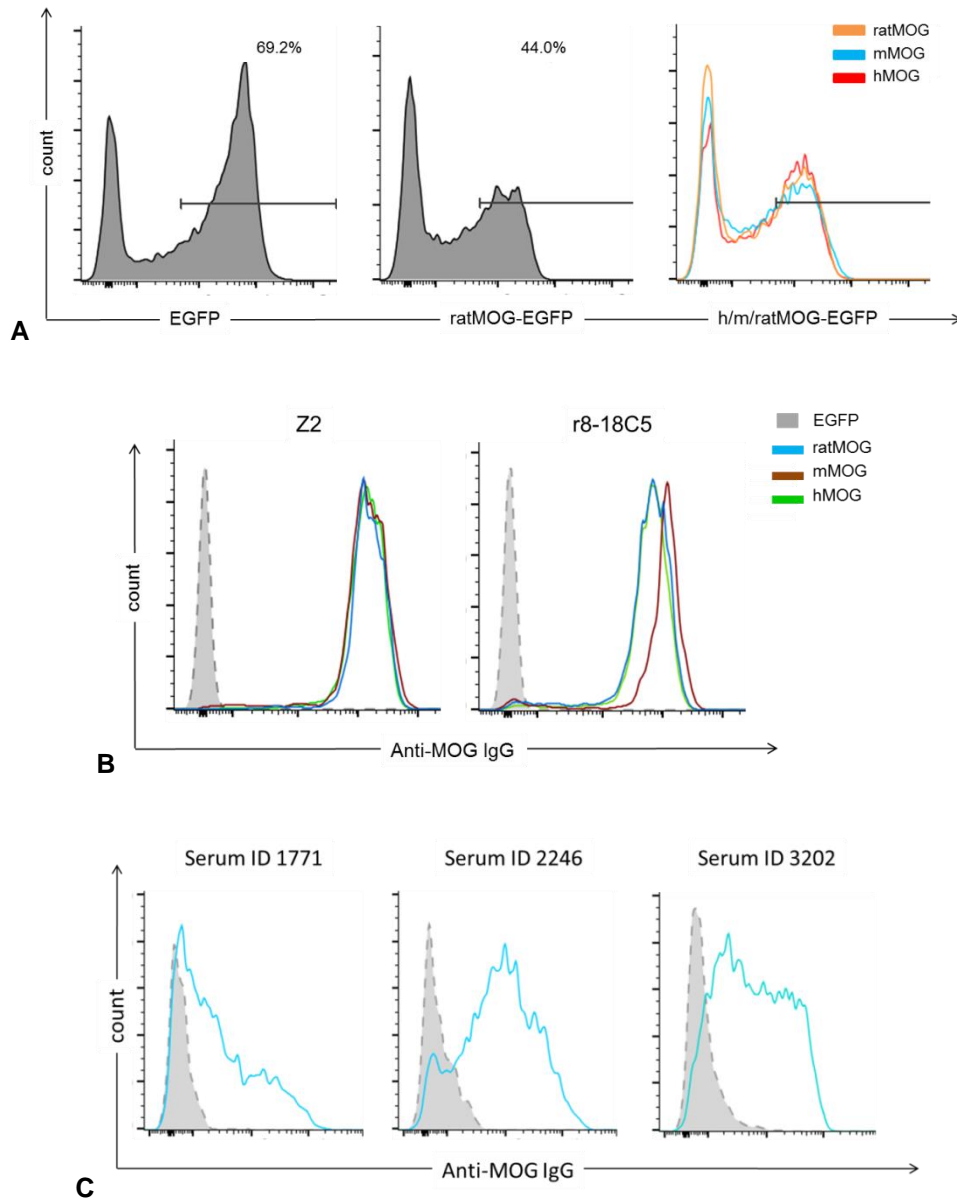 69.2%
44.0%
ratMOG
mMOG
hMOG
count
EGFP
ratMOG-EGFP
h/m/ratMOG-EGFP
A
Z2
r8-18C5
EGFP
ratMOG
mMOG
hMOG
count
Anti-MOG IgG
B
Serum ID 1771
Serum ID 2246
Serum ID 3202
count
Anti-MOG IgG
C